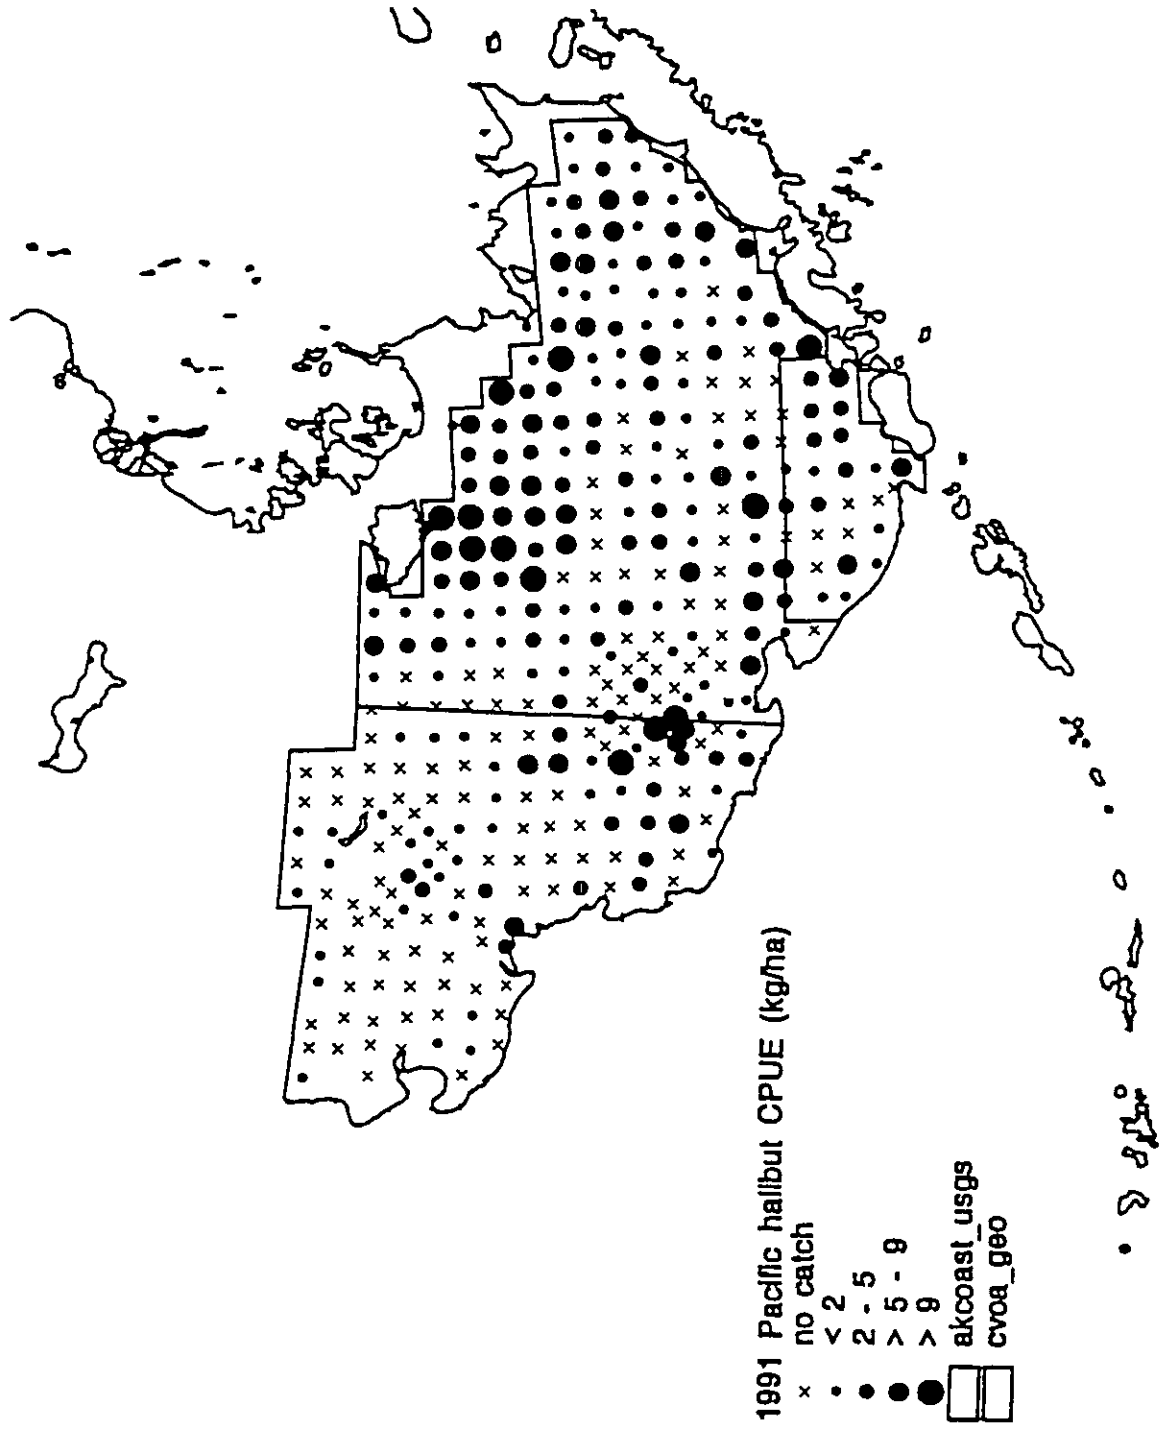 1991 Pacific halibut CPUE (kg/ha)
no catch
< 2
2 - 5
> 5 - 9
> 9
akcoast_usgs
cvoa_geo